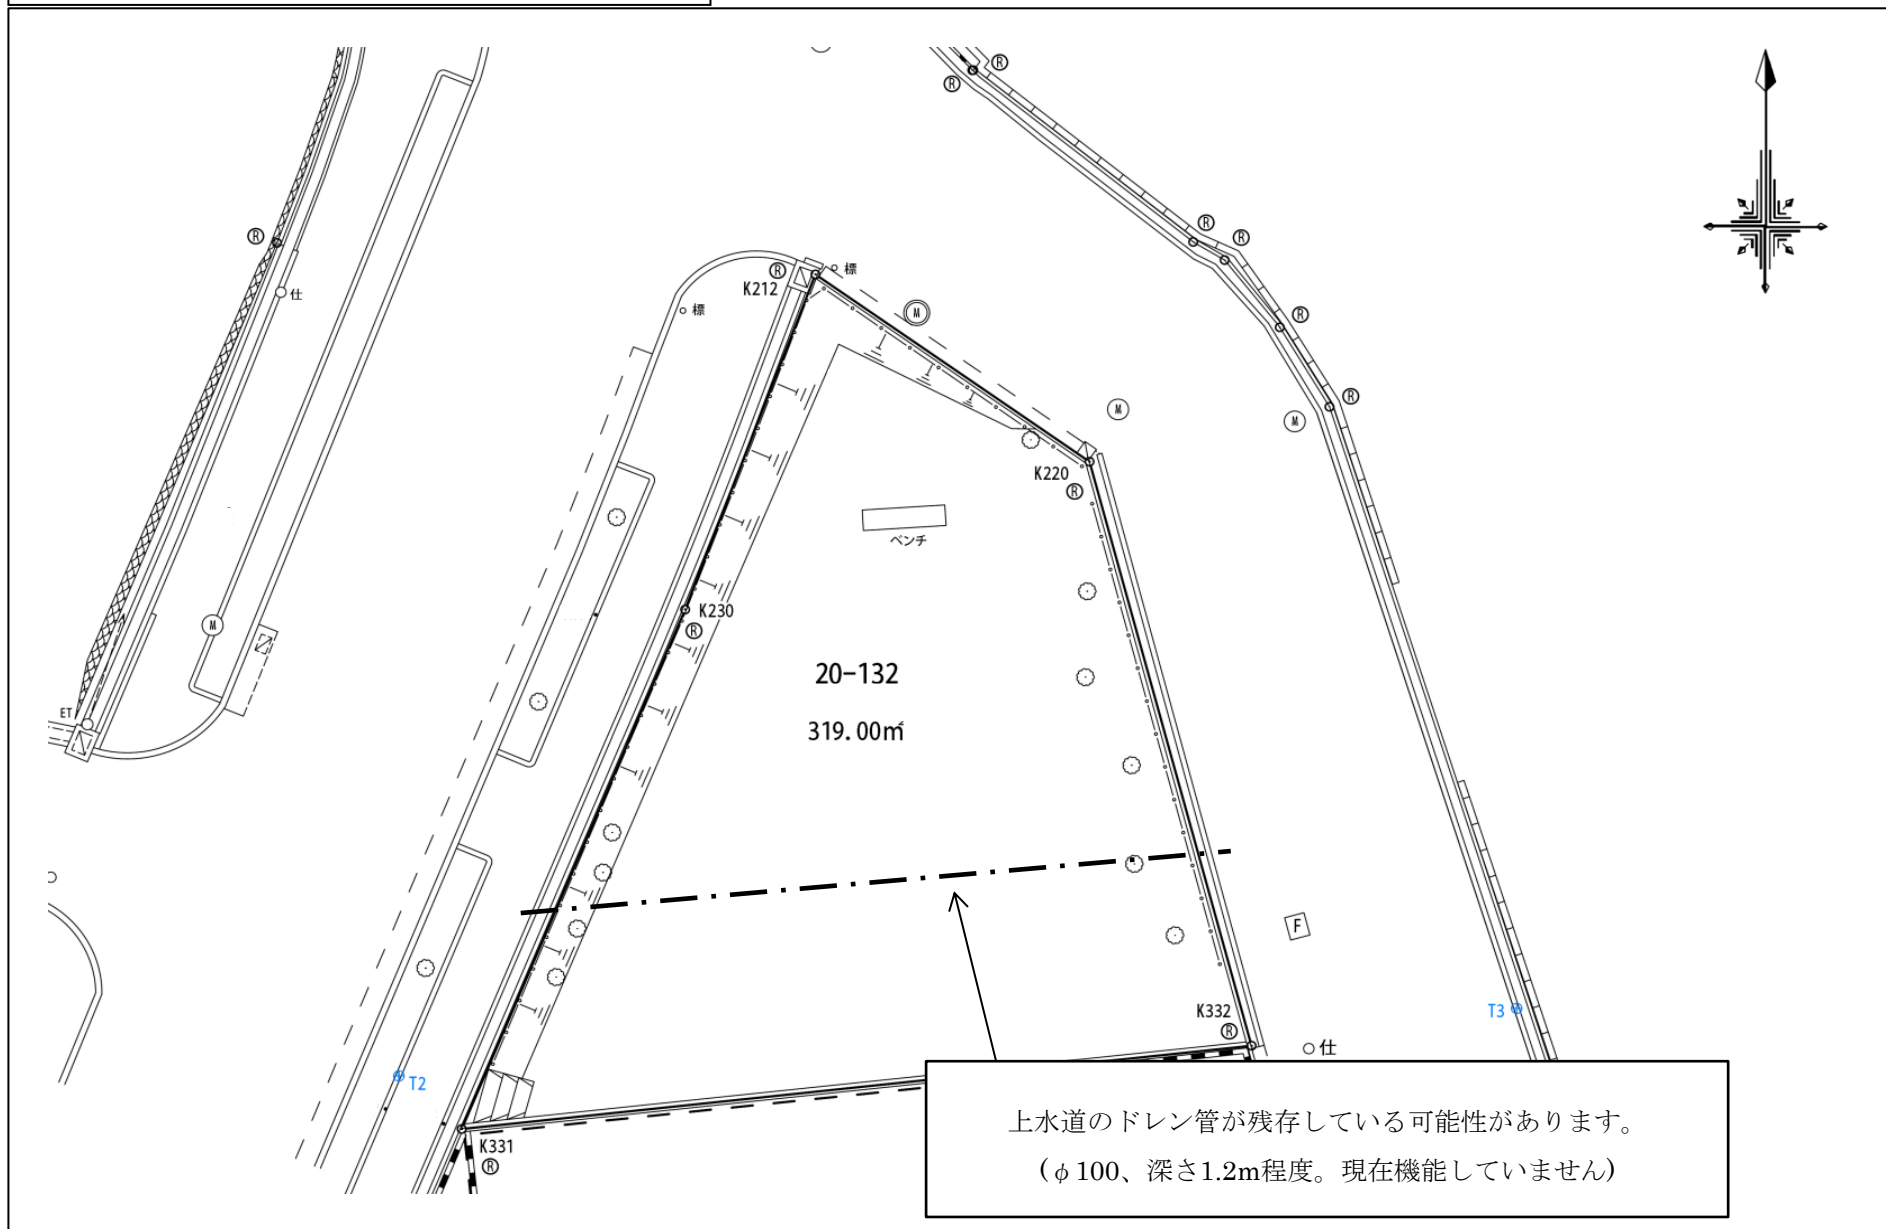 R
R
R
R
R
仕
R
K212
標
標
M
R
R
M
M
K220
R
ベンチ
K230
R
M
20-132
319.00㎡
ET
F
K332
R
T3
仕
T2
K331
R
上水道のドレン管が残存している可能性があります。
(φ100、深さ1.2m程度。現在機能していません)